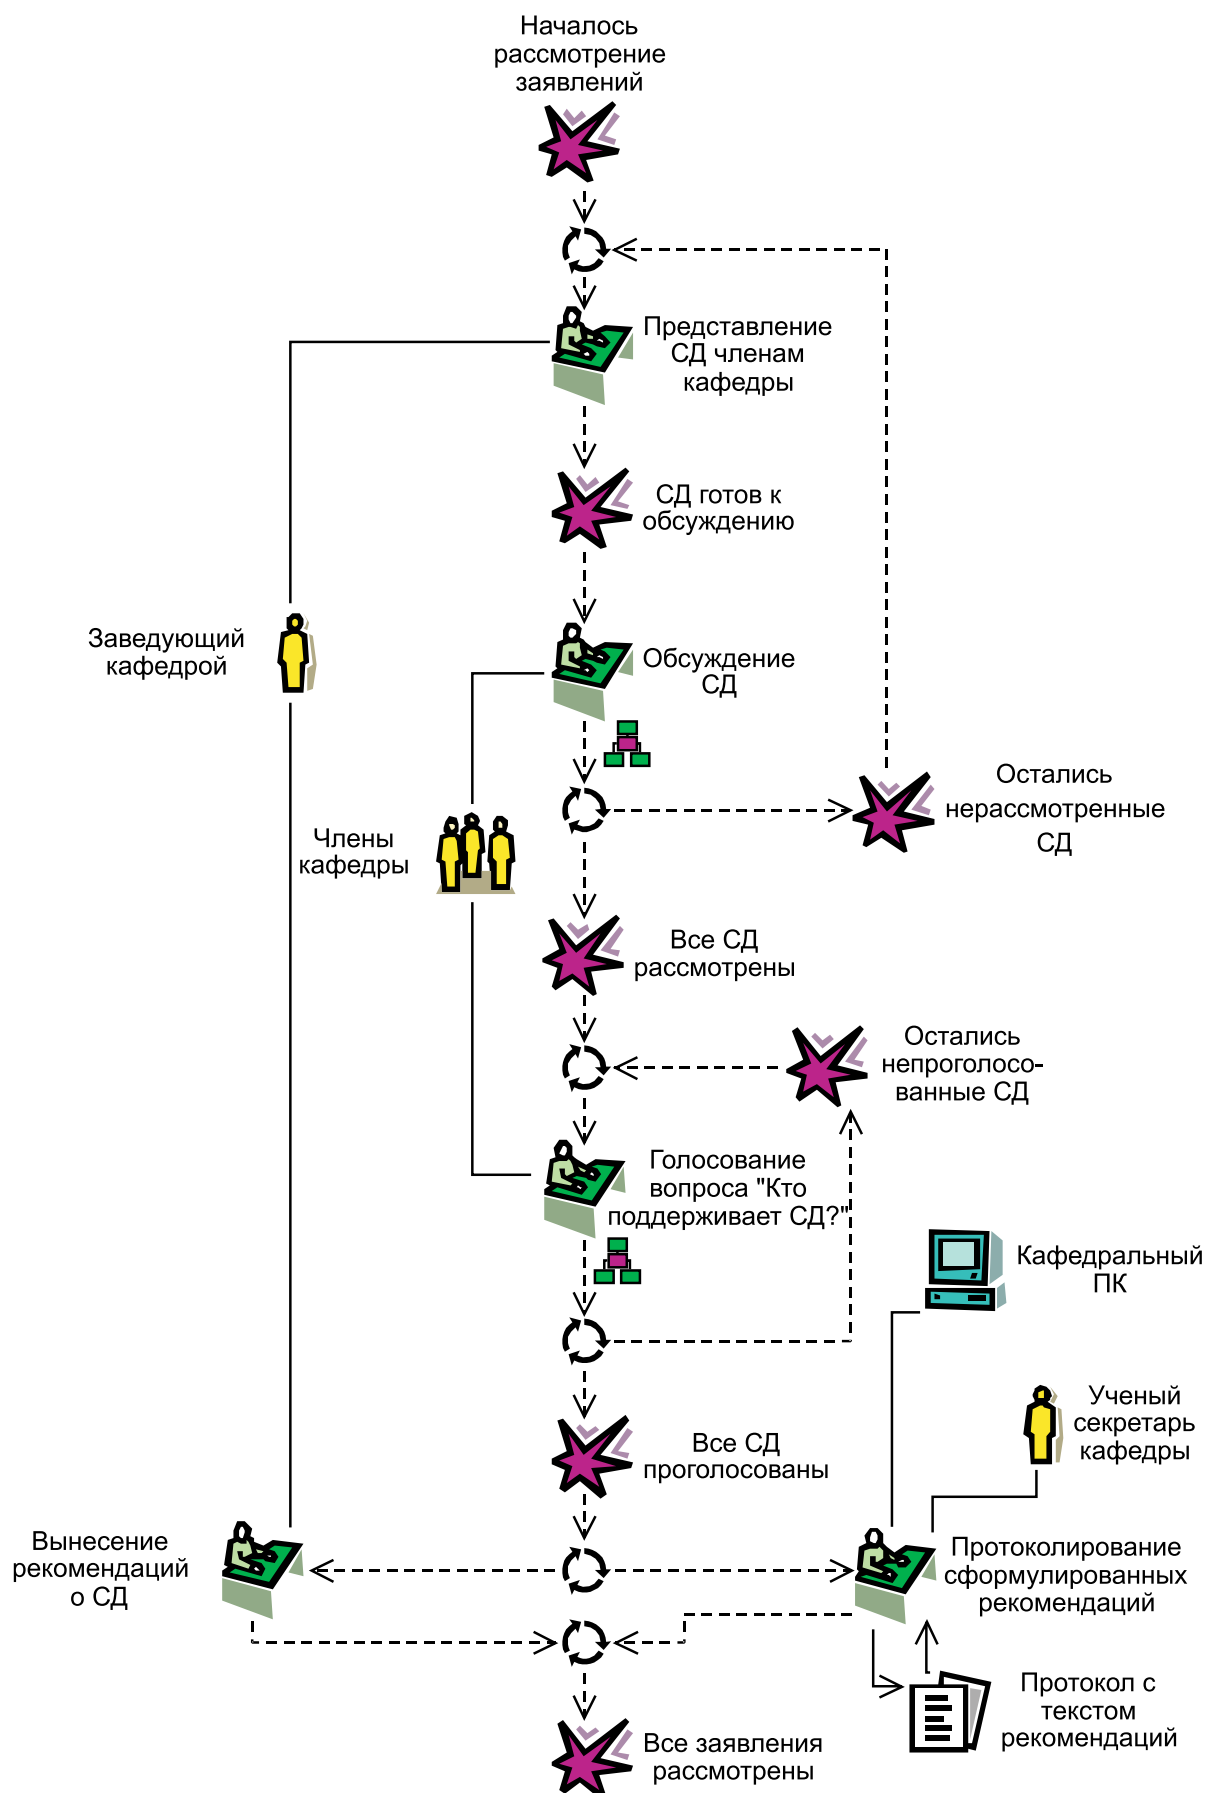 Началось
рассмотрение
заявлений
Представление
СД членам
кафедры
СД готов к
обсуждению
Заведующий
кафедрой
Обсуждение
СД
Остались
нерассмотренные
СД
Члены
кафедры
Все СД
рассмотрены
Остались
непроголосо-
ванные СД
Голосование
вопроса "Кто
поддерживает СД?"
Кафедральный
ПК
Ученый
секретарь
кафедры
Все СД
проголосованы
Вынесение
рекомендаций
о СД
Протоколирование
сформулированных
рекомендаций
Протокол с
текстом
рекомендаций
Все заявления
рассмотрены